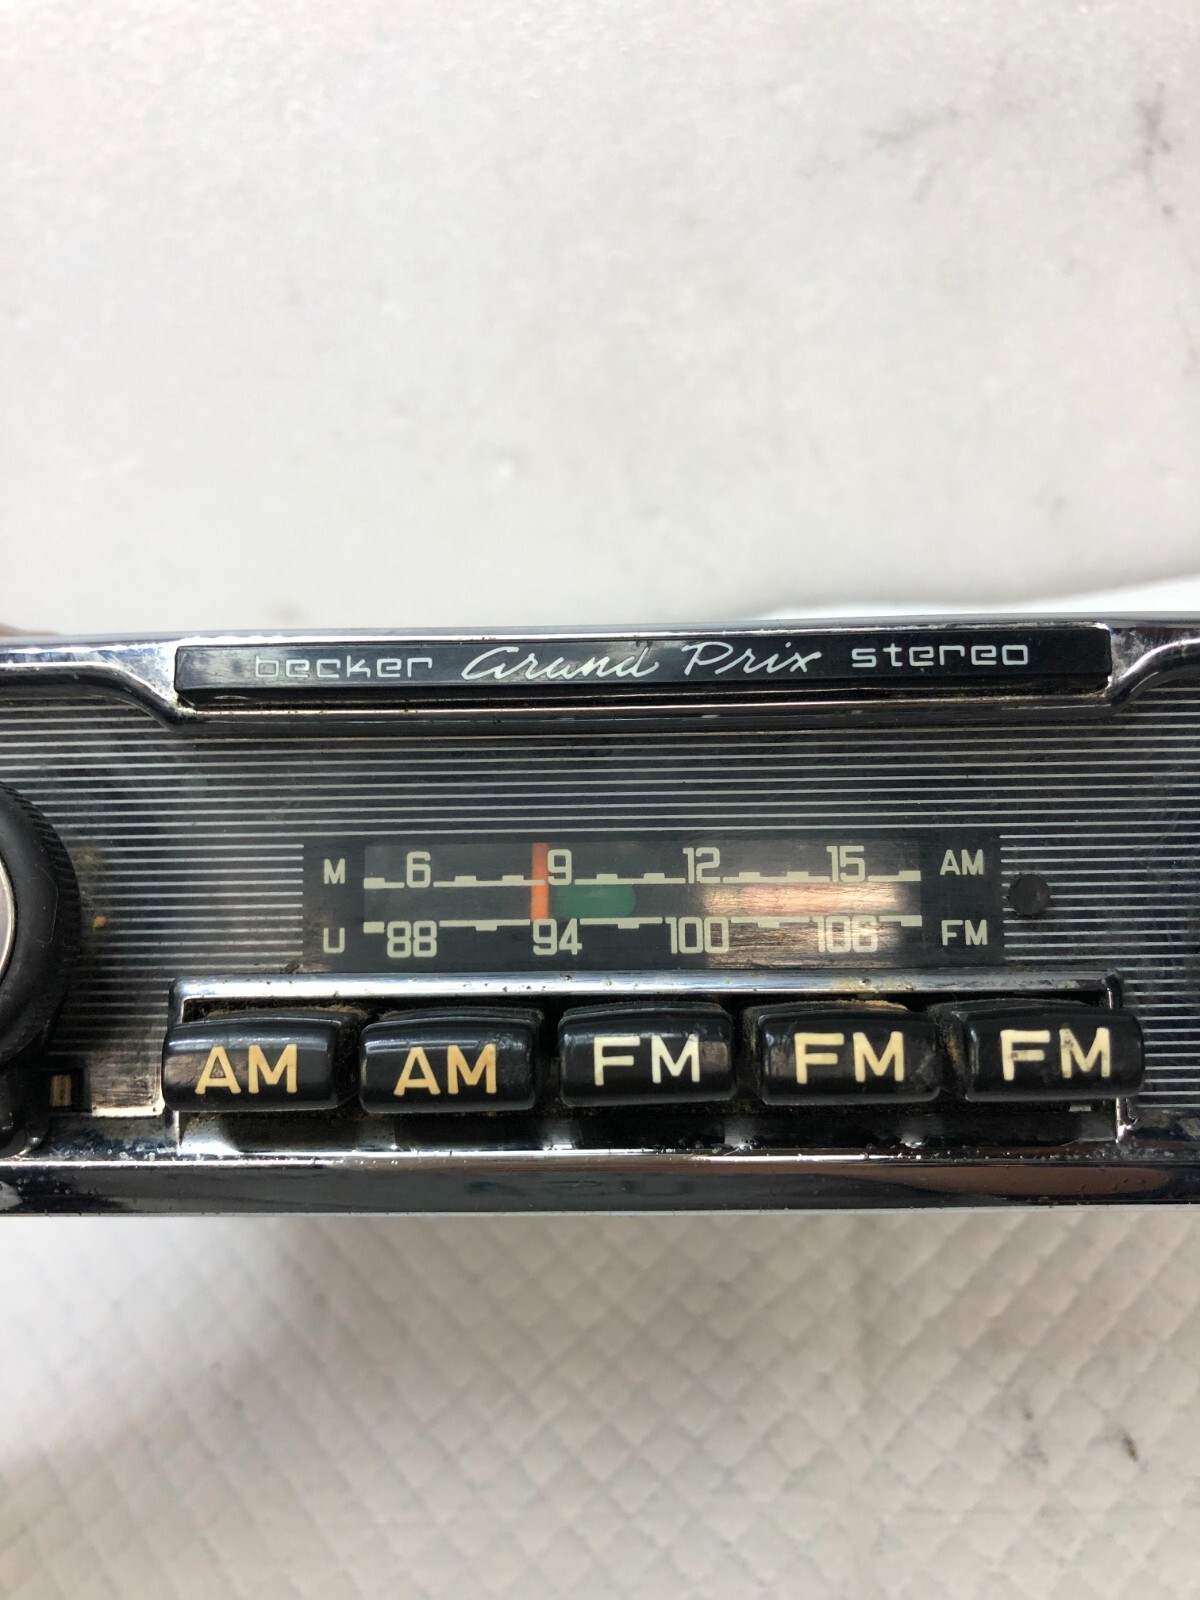 becker Grand Prix stereo
M 6 9 12 15 AM
U 88 94 100 106 FM
AM AM FM FM FM